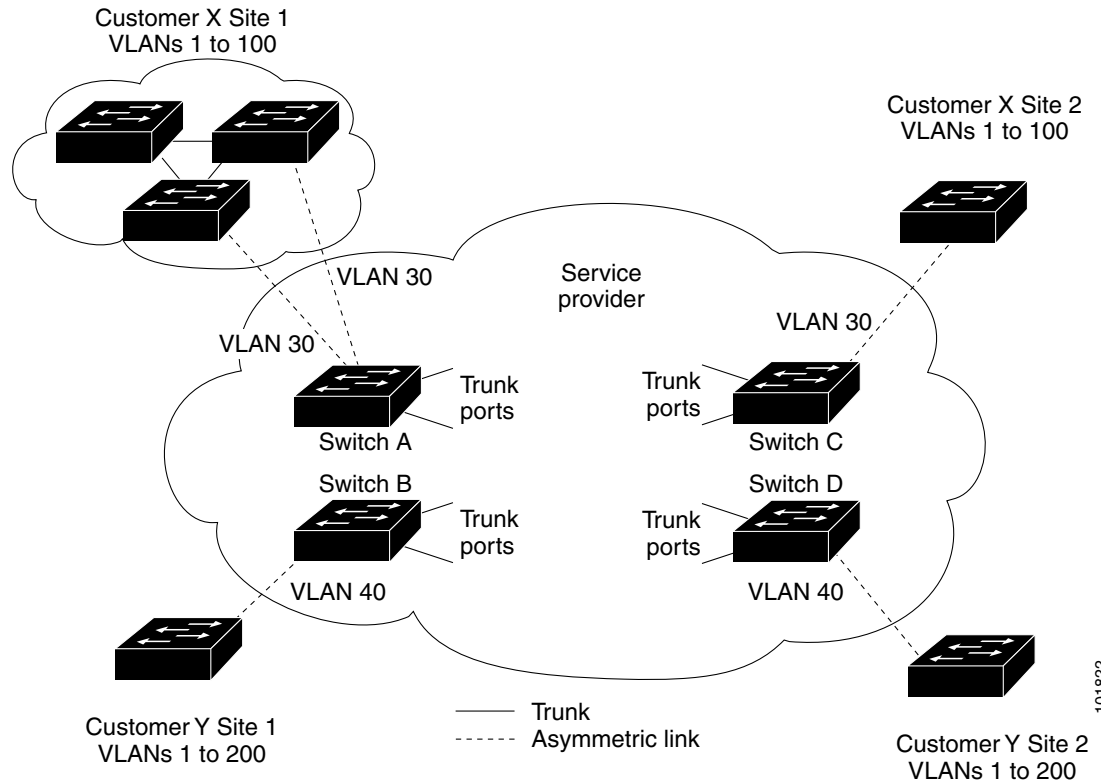 Customer X Site 1
VLANs 1 to 100
Customer X Site 2
VLANs 1 to 100
VLAN 30
Service
provider
VLAN 30
VLAN 30
Trunk
ports
Trunk
ports
Switch A
Switch C
Switch B
Switch D
Trunk
ports
Trunk
ports
VLAN 40
VLAN 40
Customer Y Site 1
VLANs 1 to 200
Trunk
Asymmetric link
Customer Y Site 2
VLANs 1 to 200
101822